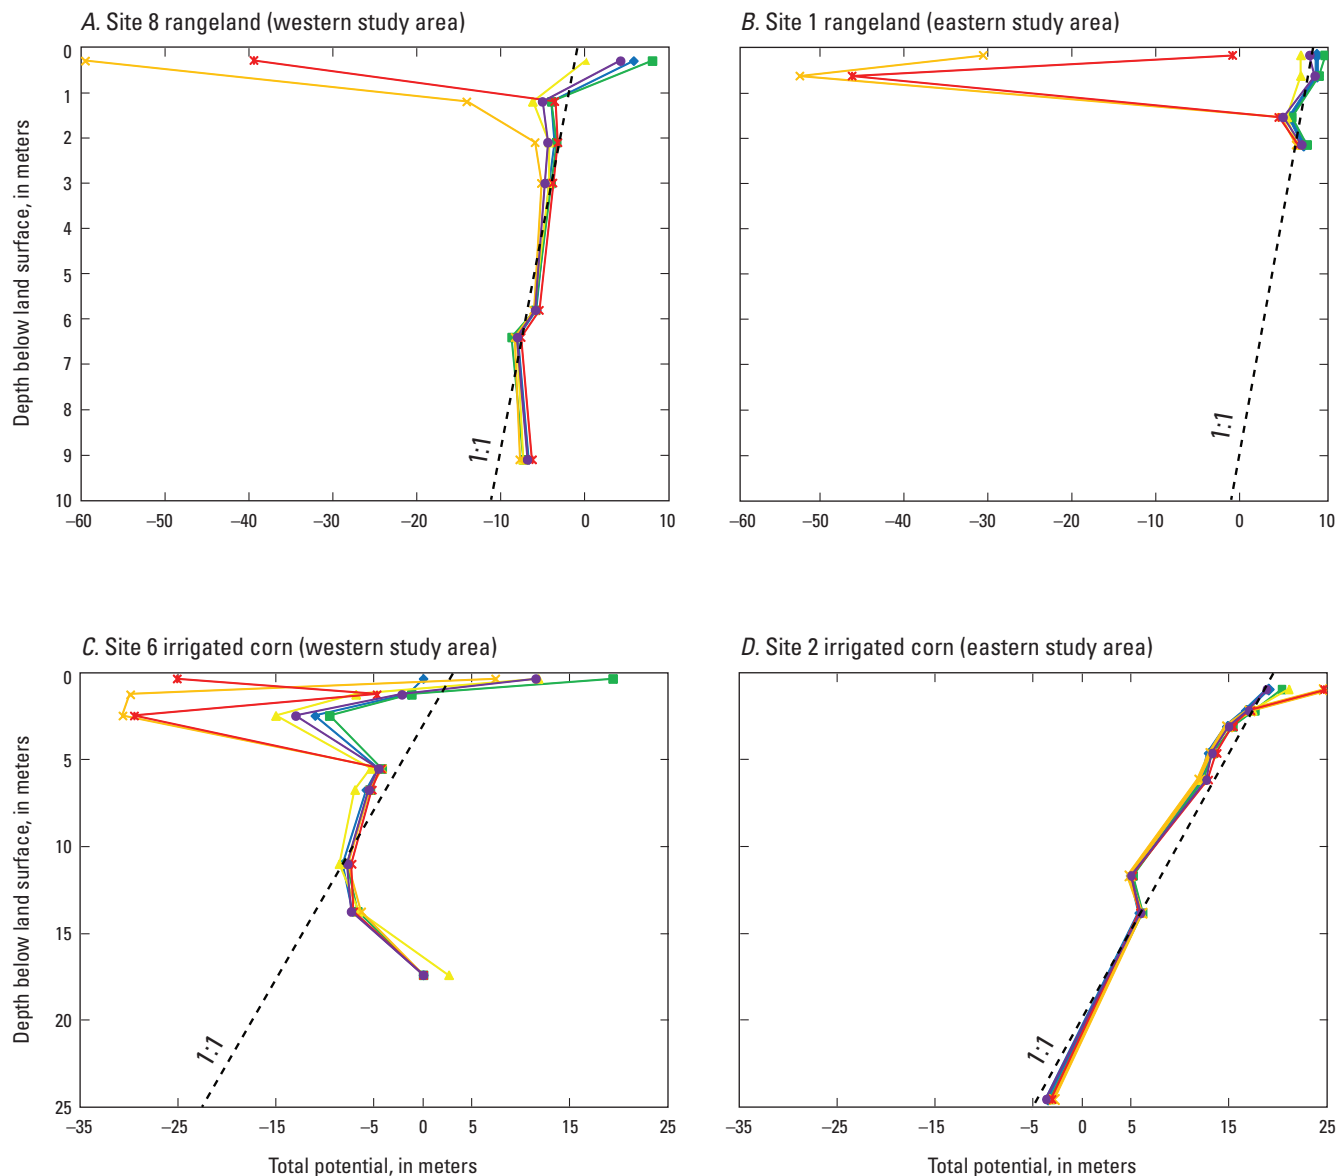 A. Site 8 rangeland (western study area)
0
1
2
3
4
5
6
7
8
9
10
Depth below land surface, in meters
1:1
–60 –50 –40 –30 –20 –10 0 10
B. Site 1 rangeland (eastern study area)
1:1
–60 –50 –40 –30 –20 –10 0 10
C. Site 6 irrigated corn (western study area)
0
5
10
15
20
25
Depth below land surface, in meters
1:1
–35 –25 –15 –5 0 5 15 25
Total potential, in meters
D. Site 2 irrigated corn (eastern study area)
1:1
–35 –25 –15 –5 0 5 15 25
Total potential, in meters